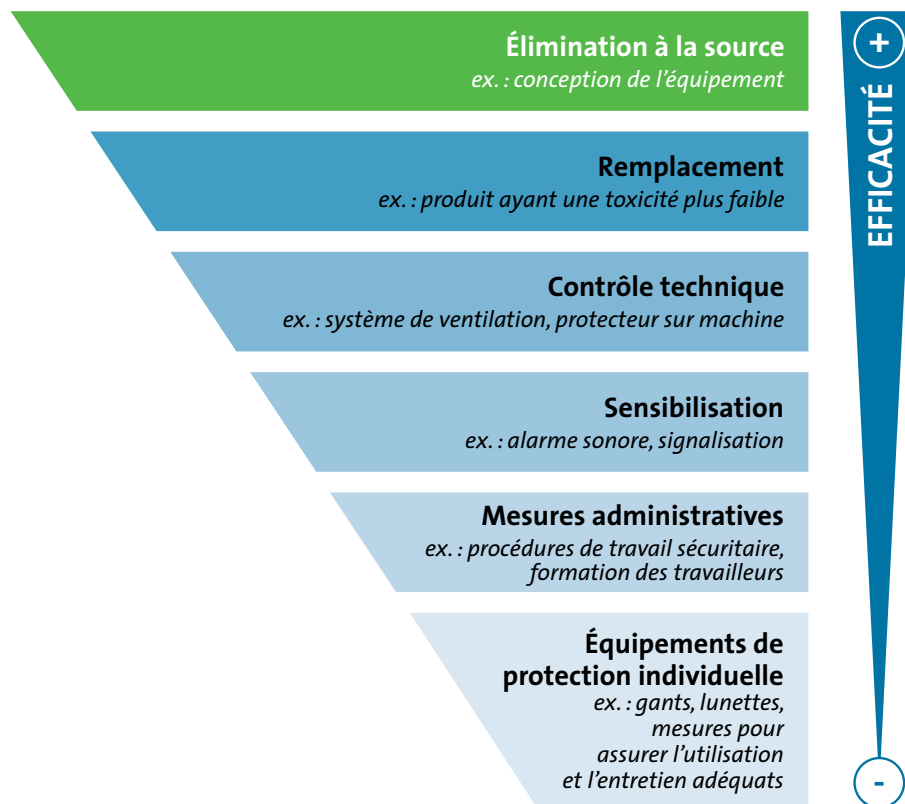 Élimination à la source
ex. : conception de l’équipement
Remplacement
ex. : produit ayant une toxicité plus faible
Contrôle technique
ex. : système de ventilation, protecteur sur machine
Sensibilisation
ex. : alarme sonore, signalisation
Mesures administratives
ex. : procédures de travail sécuritaire,
formation des travailleurs
Équipements de
protection individuelle
ex. : gants, lunettes,
mesures pour
assurer l’utilisation
et l’entretien adéquats
+
EFFICACITÉ
-